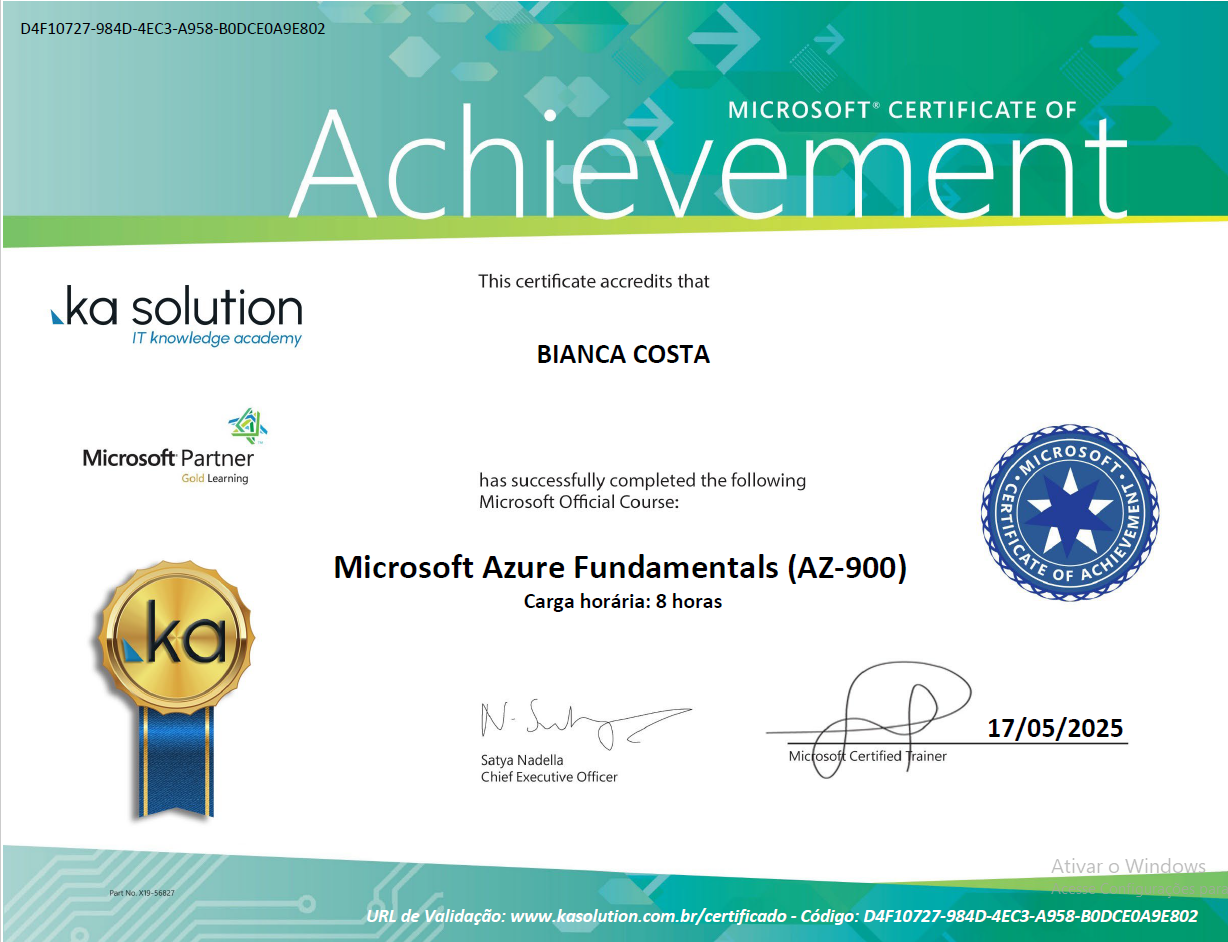 D4F10727-984D-4EC3-A958-B0DCE0A9E802
MICROSOFT® CERTIFICATE OF
Achievement
This certificate accredits that
ka solution
IT knowledge academy
BIANCA COSTA
Microsoft Partner
Gold Learning
has successfully completed the following
Microsoft Official Course:
MICROSOFT · CERTIFICATE OF ACHIEVEMENT ·
Microsoft Azure Fundamentals (AZ-900)
Carga horária: 8 horas
ka
17/05/2025
Satya Nadella
Chief Executive Officer
Microsoft Certified Trainer
Ativar o Windows
Part No. X19-56827
URL de Validação: www.kasolution.com.br/certificado - Código: D4F10727-984D-4EC3-A958-B0DCE0A9E802